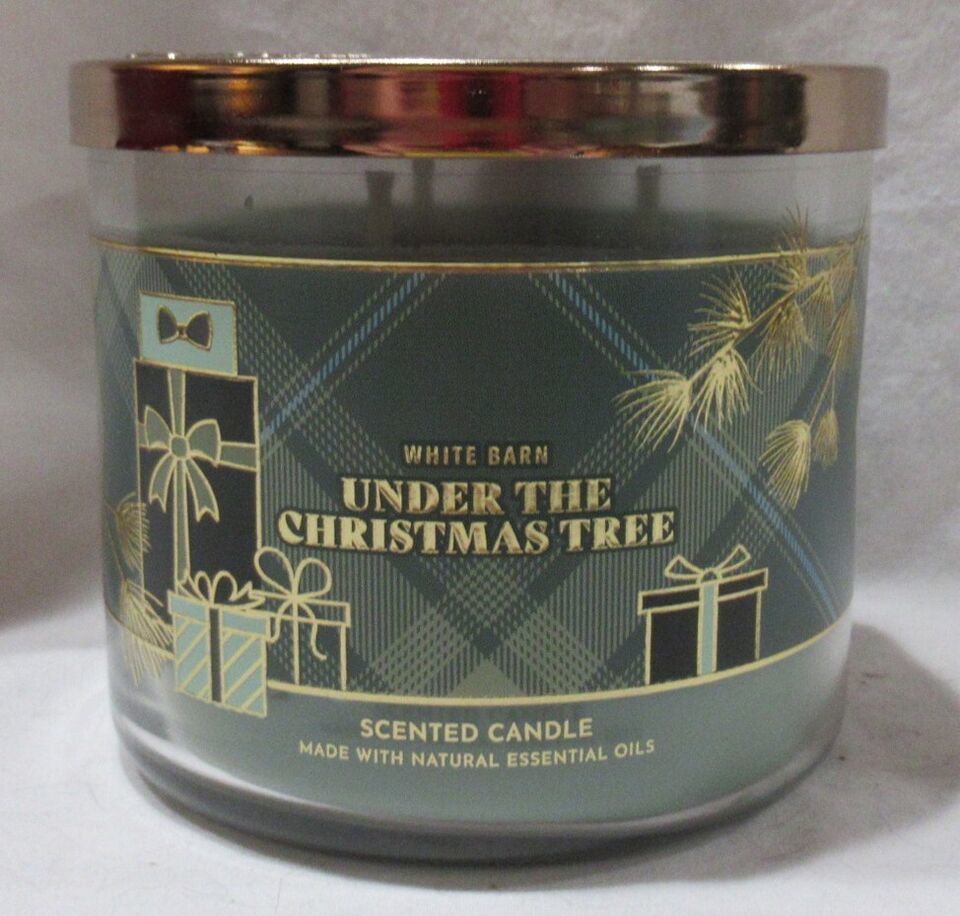 WHITE BARN
UNDER THE
CHRISTMAS TREE
SCENTED CANDLE
MADE WITH NATURAL ESSENTIAL OILS